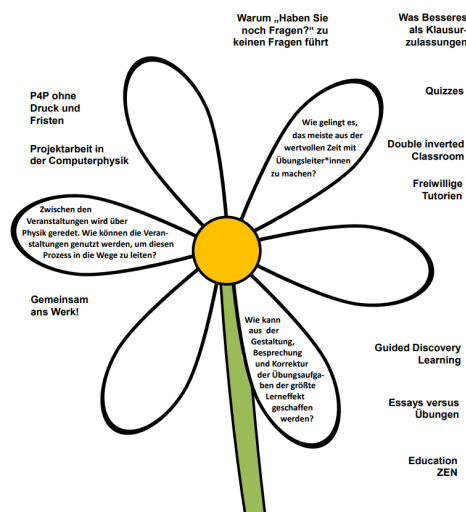 Warum „Haben Sie
noch Fragen?“ zu
keinen Fragen führt
Was Besseres
als Klausur-
zulassungen
P4P ohne
Druck und
Fristen
Quizzes
Wie gelingt es,
das meiste aus der
wertvollen Zeit mit
Übungsleiter*innen
zu machen?
Projektarbeit in
der Computerphysik
Double inverted
Classroom
Freiwillige
Tutorien
Zwischen den
Veranstaltungen wird über
Physik geredet. Wie können die Veran-
staltungen genutzt werden, um diesen
Prozess in die Wege zu leiten?
Gemeinsam
ans Werk!
Wie kann
aus der
Gestaltung,
Besprechung
und Korrektur
der Übungsaufga-
ben der größte
Lerneffekt
geschaffen
werden?
Guided Discovery
Learning
Essays versus
Übungen
Education
ZEN